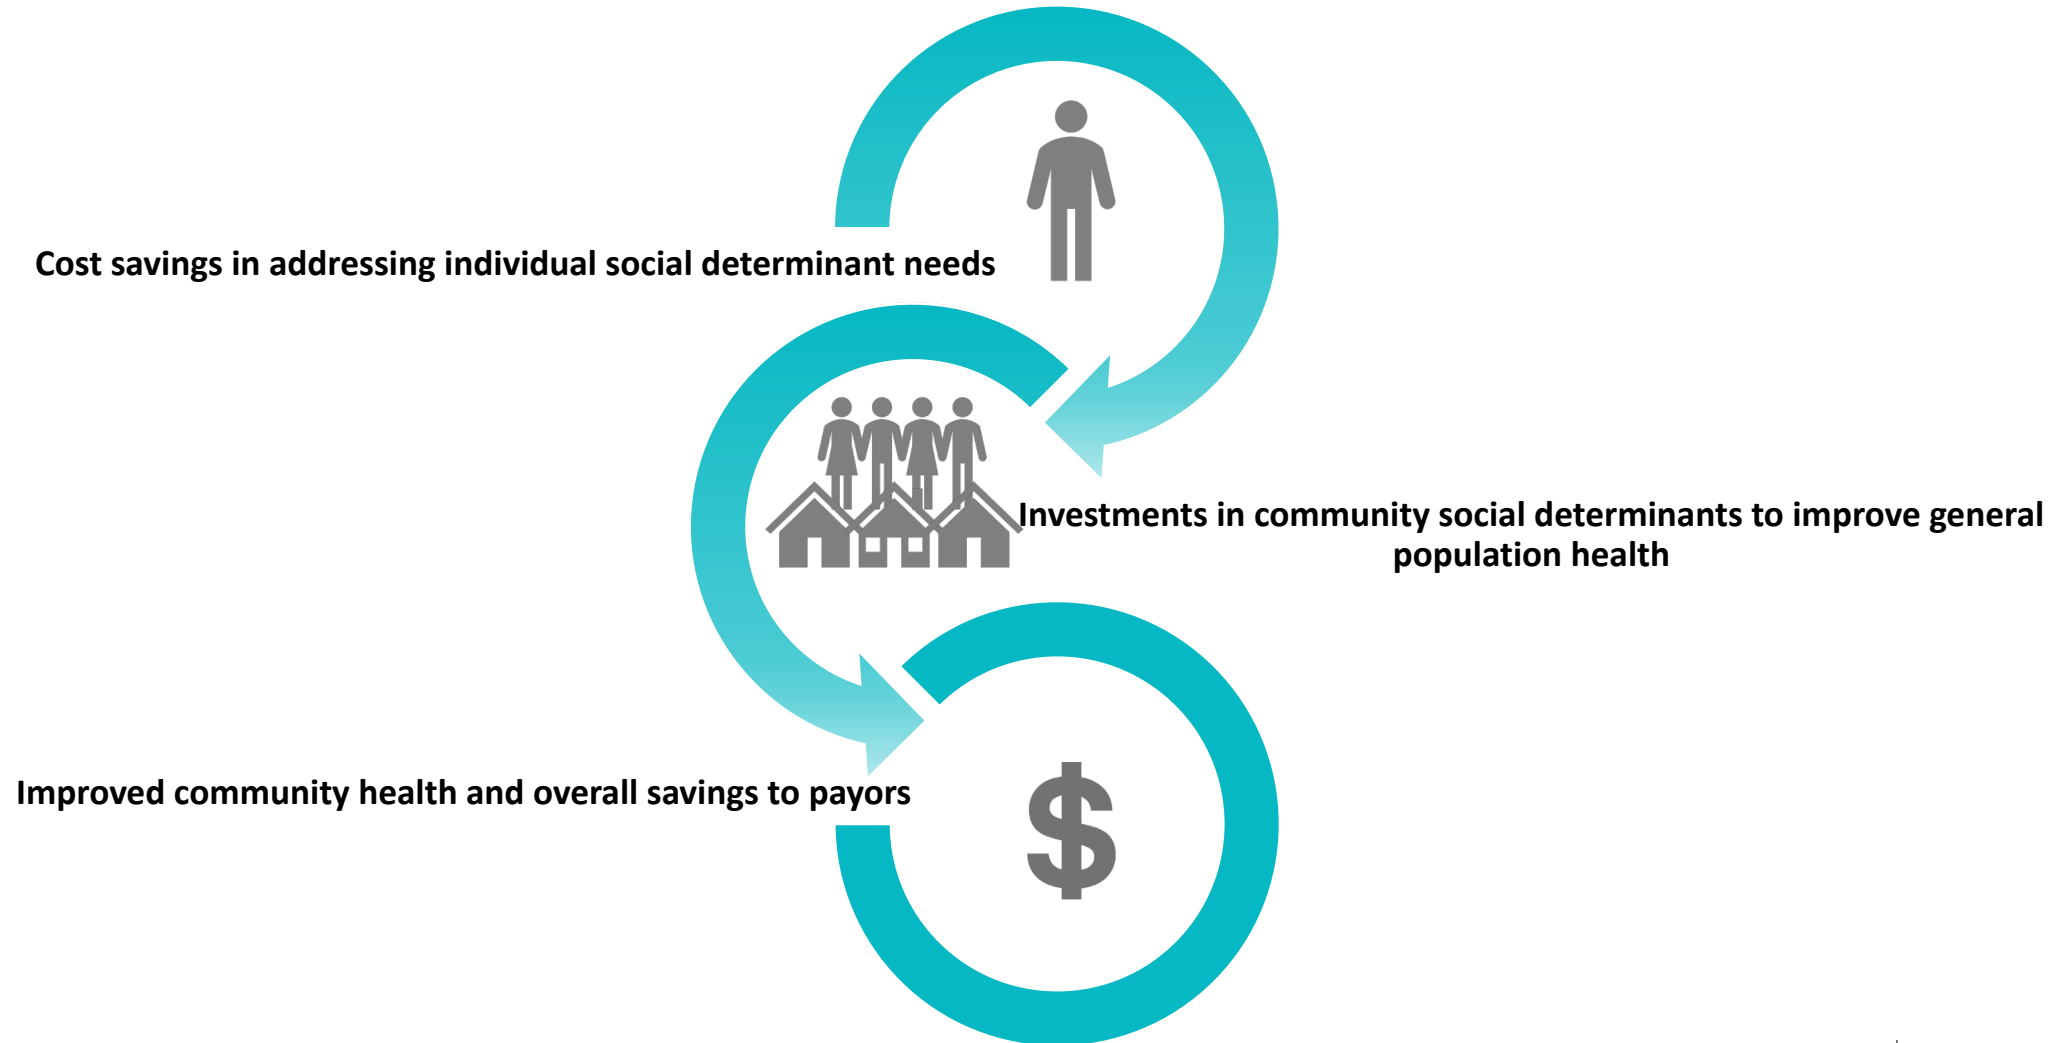 Cost savings in addressing individual social determinant needs
Investments in community social determinants to improve general
population health
Improved community health and overall savings to payors
$